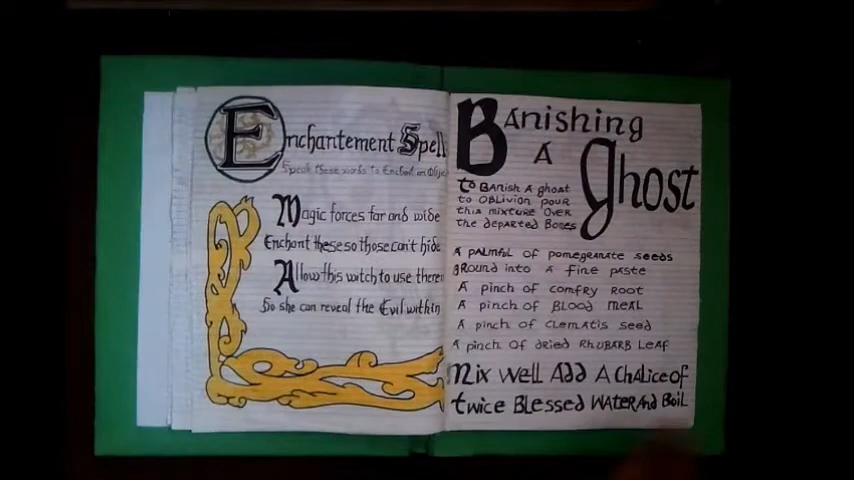 Enchantement Spell
Speak these words to Enchant an Obje
Magic forces far and wide
Enchant these so those can't hide
Allow this witch to use therein
So she can reveal the Evil within
Banishing
A
Ghost
to Banish A ghost
to OBLIVION pour
this mixture over
the departed Bones
A palmful of pomegranate seeds
ground into A fine paste
A pinch of comfry root
A pinch of Blood meal
A pinch of clematis seed
A pinch of dried Rhubarb Leaf
Mix well Add A Chalice of
twice Blessed Water And Boil